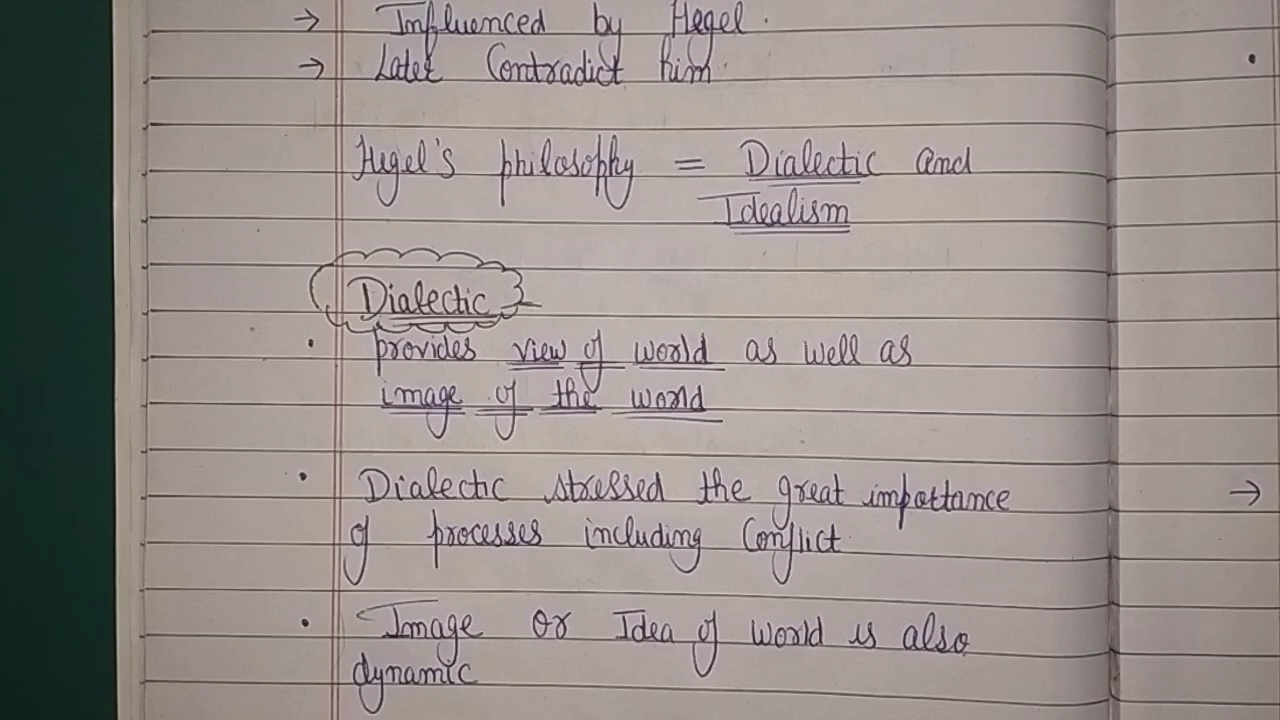 → Influenced by Hegel.
→ Later Contradict him.
Hegel's philosophy = Dialectic and
Idealism
Dialectic
• provides view of world as well as
image of the world
• Dialectic stressed the great importance
of processes including Conflict.
• Image or Idea of world is also
dynamic
→